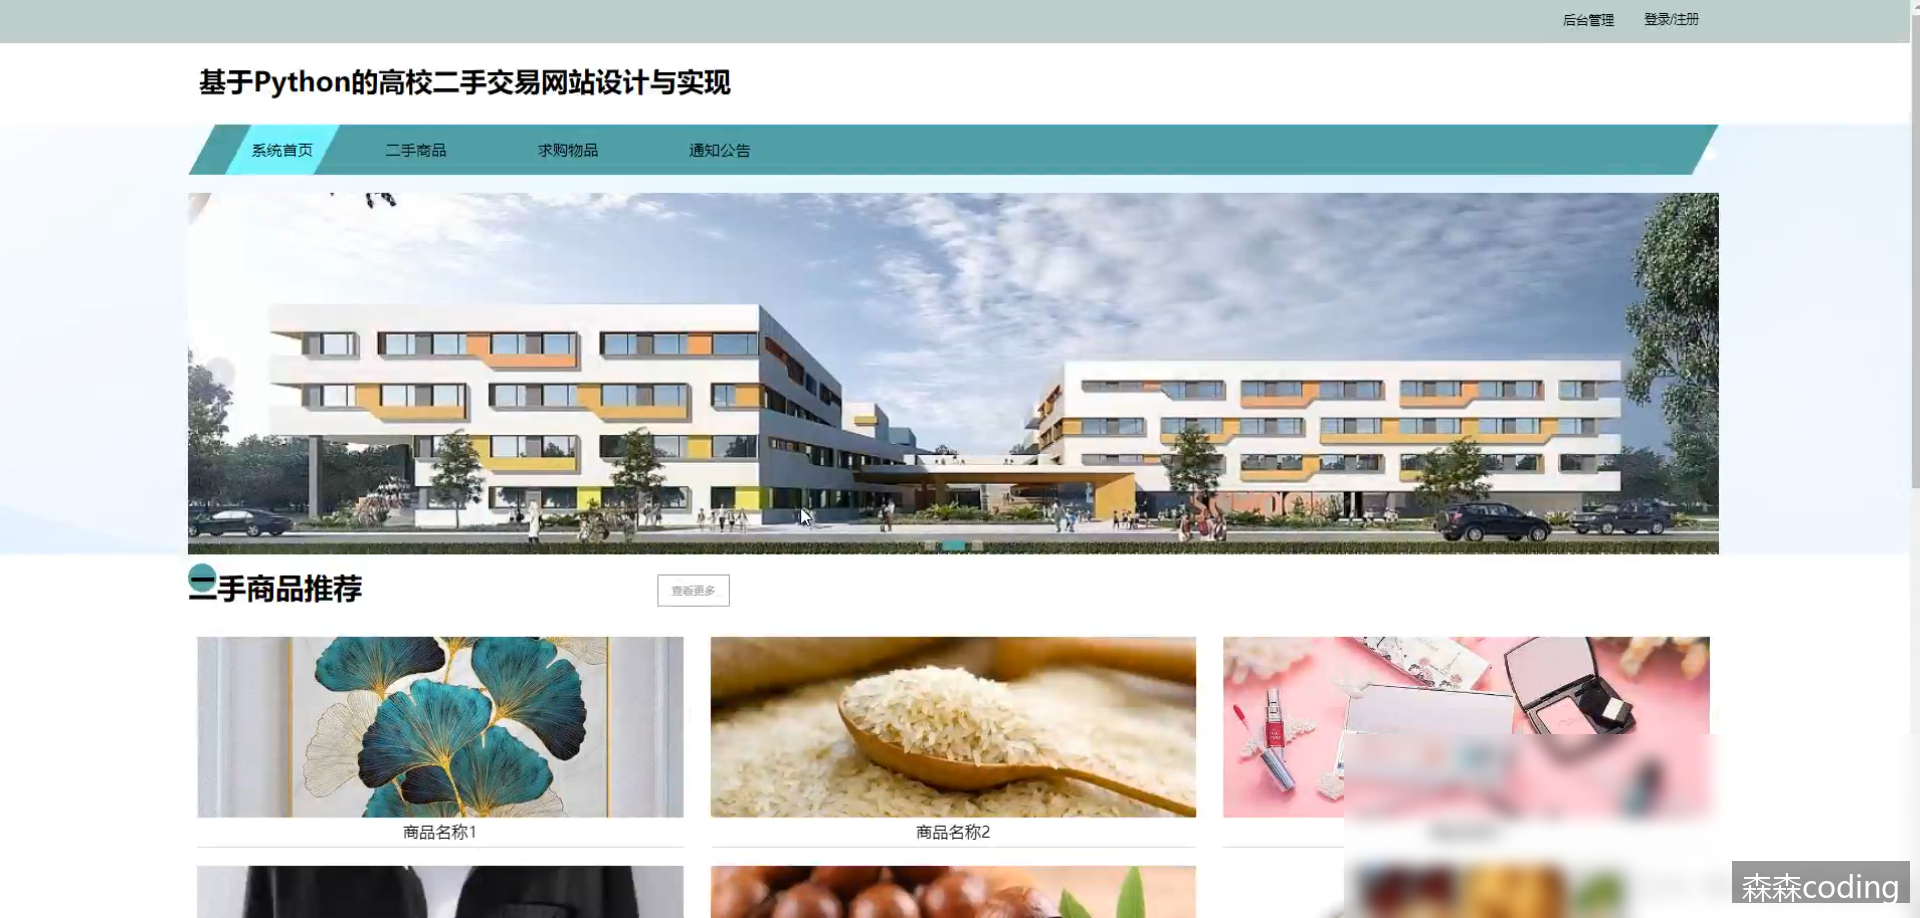 后台管理 登录/注册
基于Python的高校二手交易网站设计与实现
系统首页 二手商品 求购物品 通知公告
二手商品推荐 查看更多
商品名称1 商品名称2
森森coding